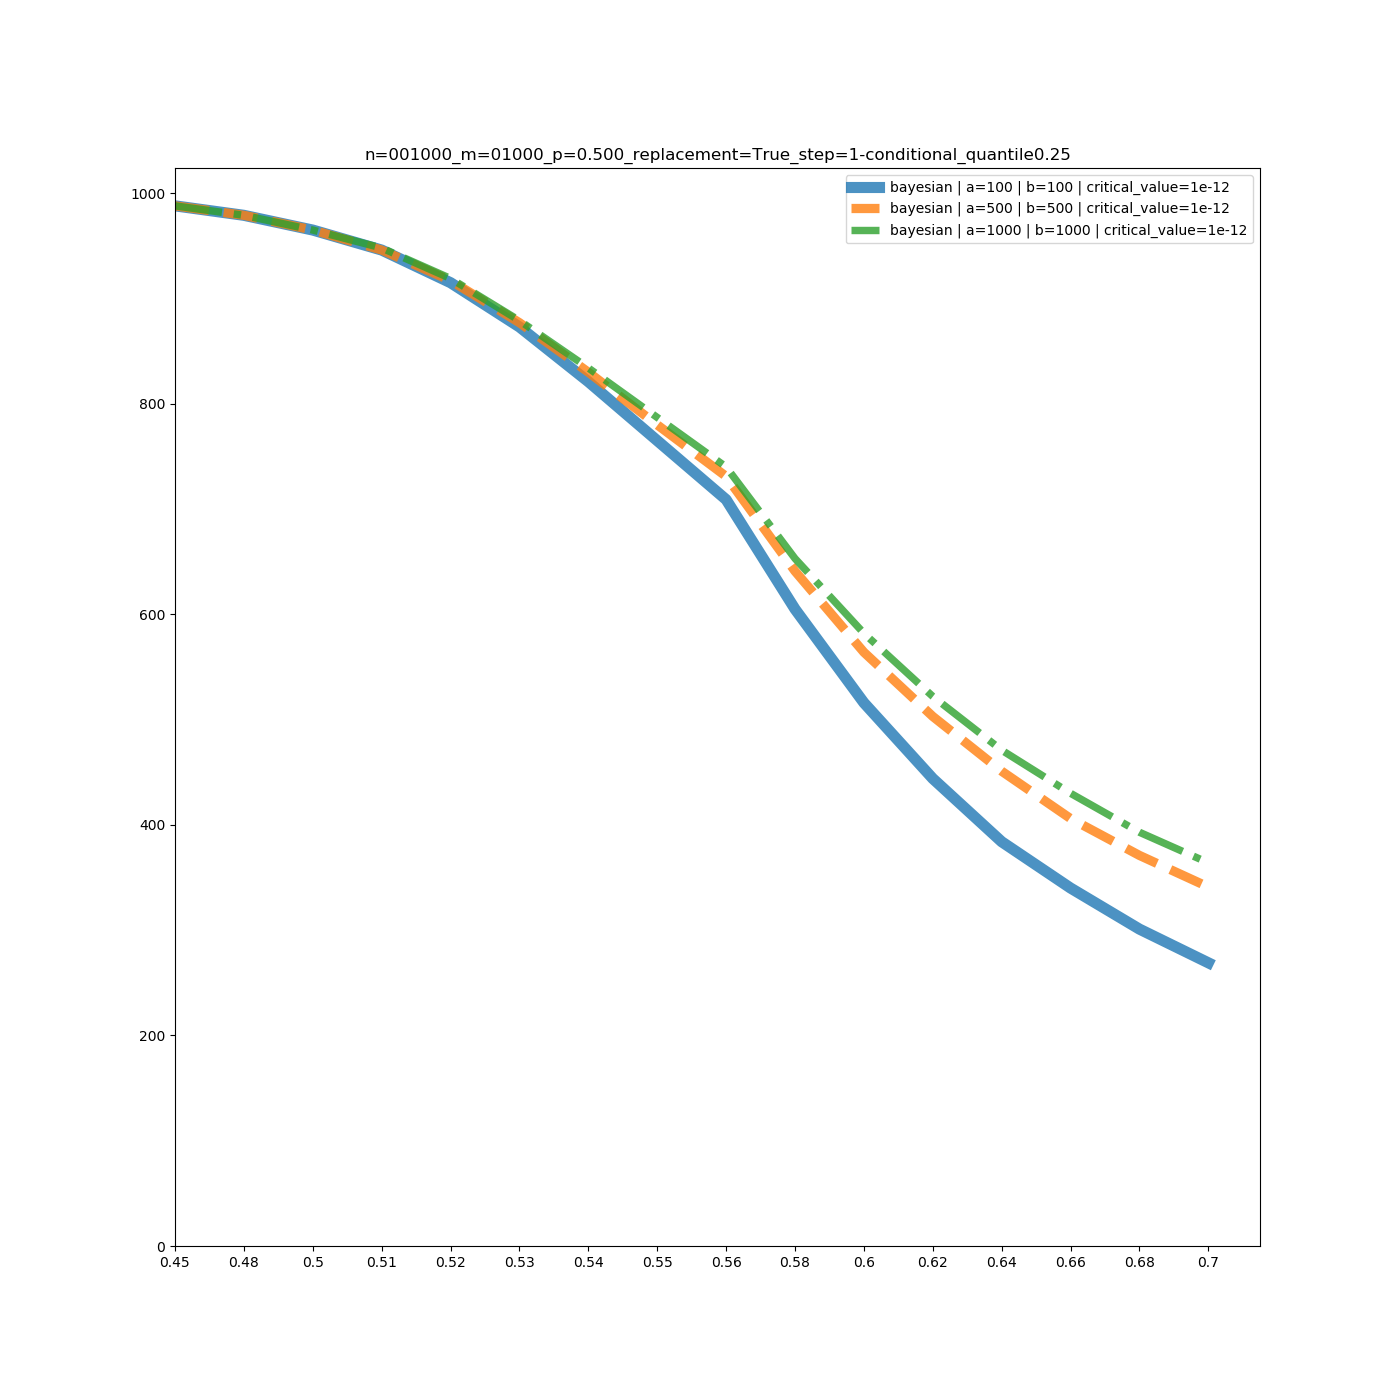 n=001000_m=01000_p=0.500_replacement=True_step=1-conditional_quantile0.25
bayesian | a=100 | b=100 | critical_value=1e-12
bayesian | a=500 | b=500 | critical_value=1e-12
bayesian | a=1000 | b=1000 | critical_value=1e-12
1000
800
600
400
200
0
0.45 0.48 0.5 0.51 0.52 0.53 0.54 0.55 0.56 0.58 0.6 0.62 0.64 0.66 0.68 0.7